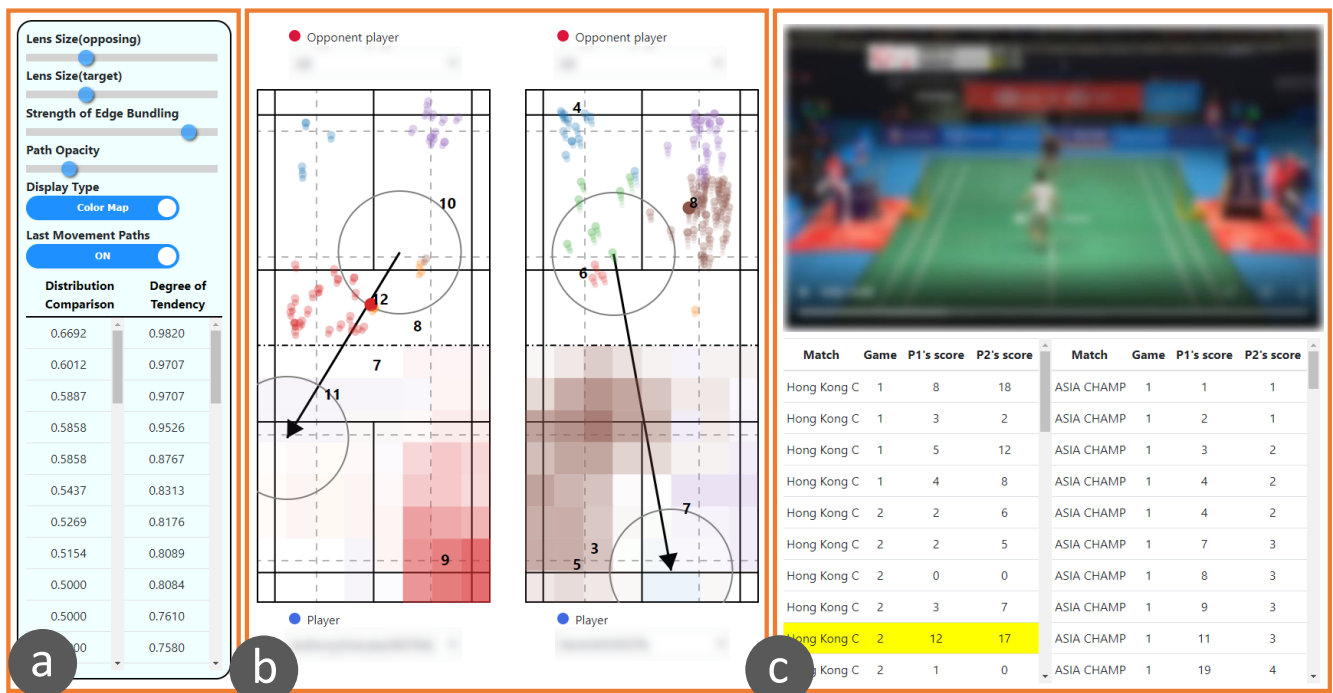 Lens Size(opposing)
Lens Size(target)
Strength of Edge Bundling
Path Opacity
Display Type
Color Map
Last Movement Paths
ON
Distribution Comparison Degree of Tendency
0.6692 0.9820
0.6012 0.9707
0.5887 0.9707
0.5858 0.9526
0.5858 0.8767
0.5437 0.8313
0.5269 0.8176
0.5154 0.8089
0.5000 0.8084
0.5000 0.7610
00 0.7580
a
Opponent player
10
12
8
7
11
9
Player
b
Opponent player
4
8
6
7
3
5
Player
Match Game P1's score P2's score
Hong Kong C 1 8 18
Hong Kong C 1 3 2
Hong Kong C 1 5 12
Hong Kong C 1 4 8
Hong Kong C 2 2 6
Hong Kong C 2 2 5
Hong Kong C 2 0 0
Hong Kong C 2 3 7
ong Kong C 2 12 17
g Kong C 2 1 0
Match Game P1's score P2's score
ASIA CHAMP 1 1 1
ASIA CHAMP 1 2 1
ASIA CHAMP 1 3 2
ASIA CHAMP 1 4 2
ASIA CHAMP 1 4 2
ASIA CHAMP 1 7 3
ASIA CHAMP 1 8 3
ASIA CHAMP 1 9 3
ASIA CHAMP 1 11 3
ASIA CHAMP 1 19 4
c